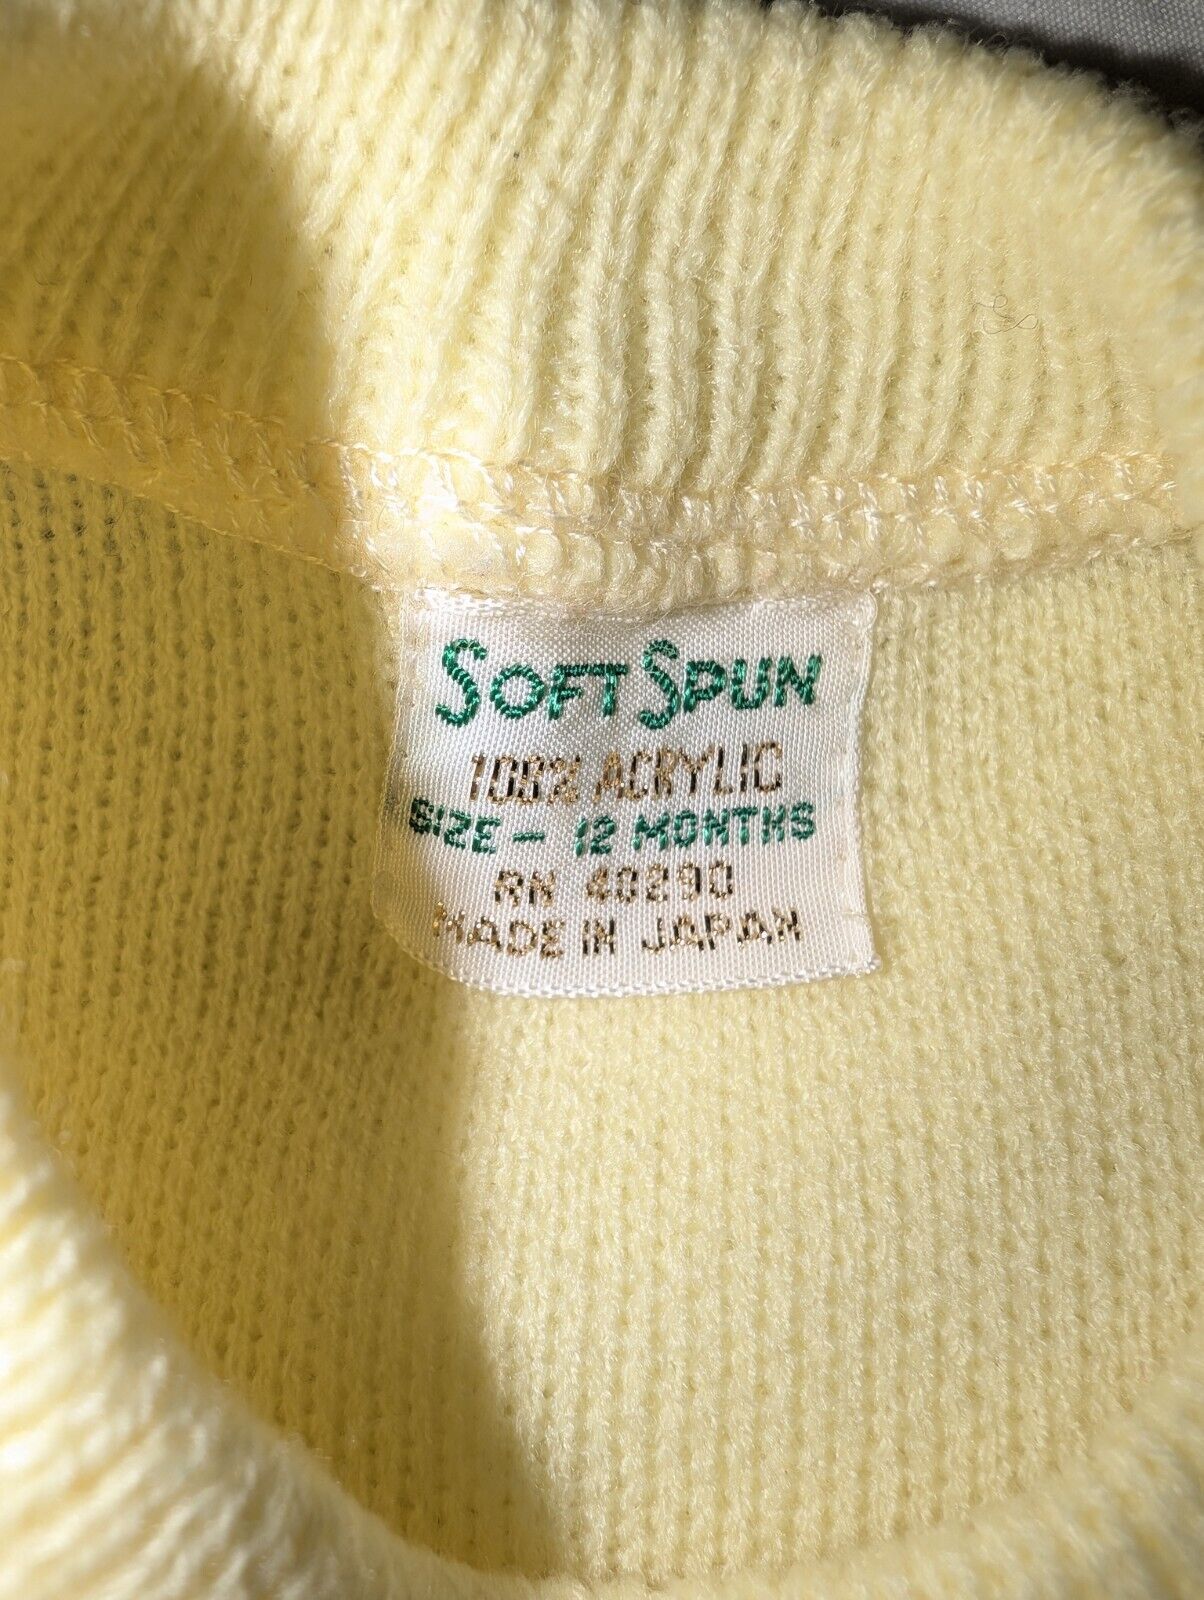 SOFT SPUN
100% ACRYLIC
SIZE - 12 MONTHS
RN 40290
MADE IN JAPAN